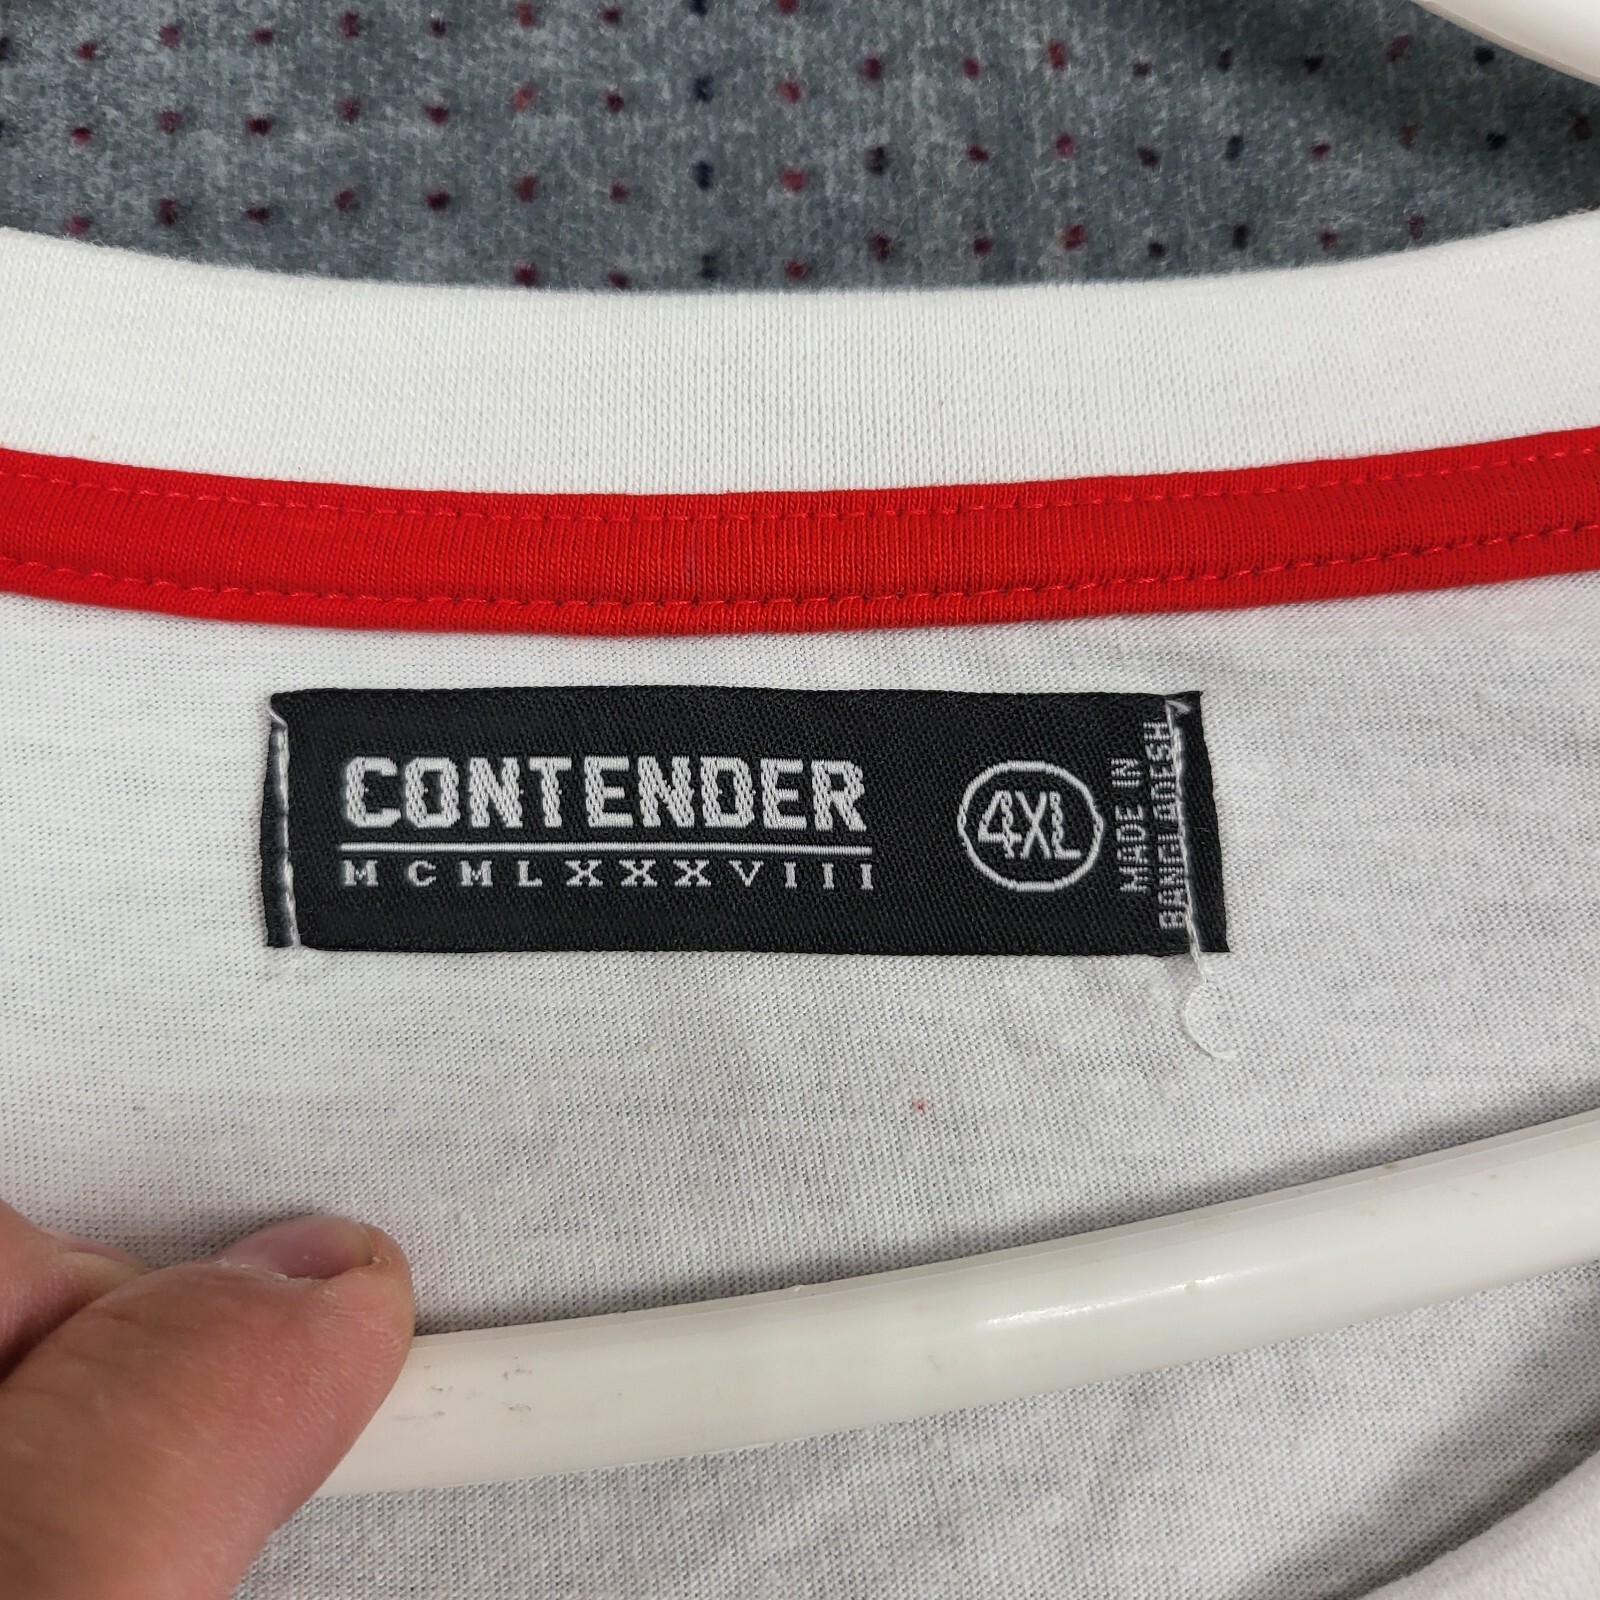 CONTENDER
MCMLXXXVIII
4XL
MADE IN
BANGLADESH